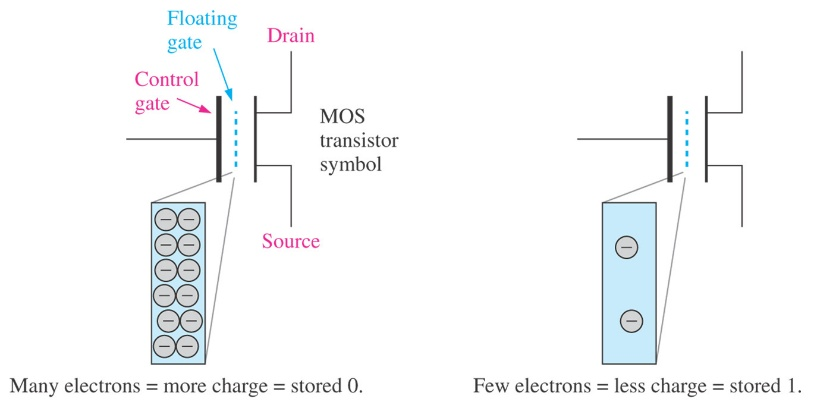 Floating
gate
Drain
Control
gate
MOS
transistor
symbol
Source
Many electrons = more charge = stored 0.
Few electrons = less charge = stored 1.